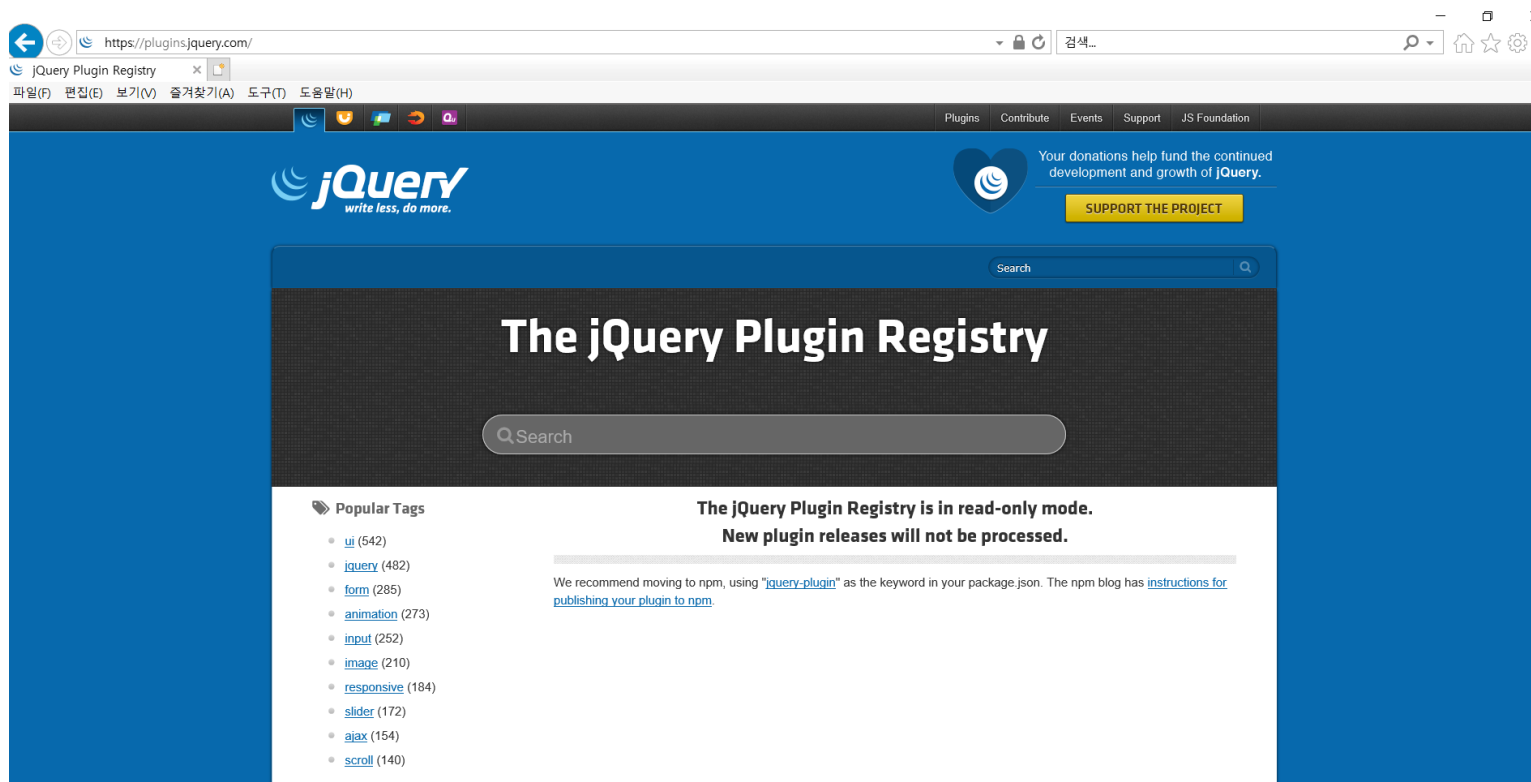 https://plugins.jquery.com/
검색...
jQuery Plugin Registry
파일(F) 편집(E) 보기(V) 즐겨찾기(A) 도구(T) 도움말(H)
Qu
Plugins Contribute Events Support JS Foundation
jQuery
write less, do more.
Your donations help fund the continued
development and growth of jQuery.
SUPPORT THE PROJECT
Search
The jQuery Plugin Registry
Search
Popular Tags
ui (542)
jquery (482)
form (285)
animation (273)
input (252)
image (210)
responsive (184)
slider (172)
ajax (154)
scroll (140)
The jQuery Plugin Registry is in read-only mode.
New plugin releases will not be processed.
We recommend moving to npm, using "jquery-plugin" as the keyword in your package.json. The npm blog has instructions for
publishing your plugin to npm.